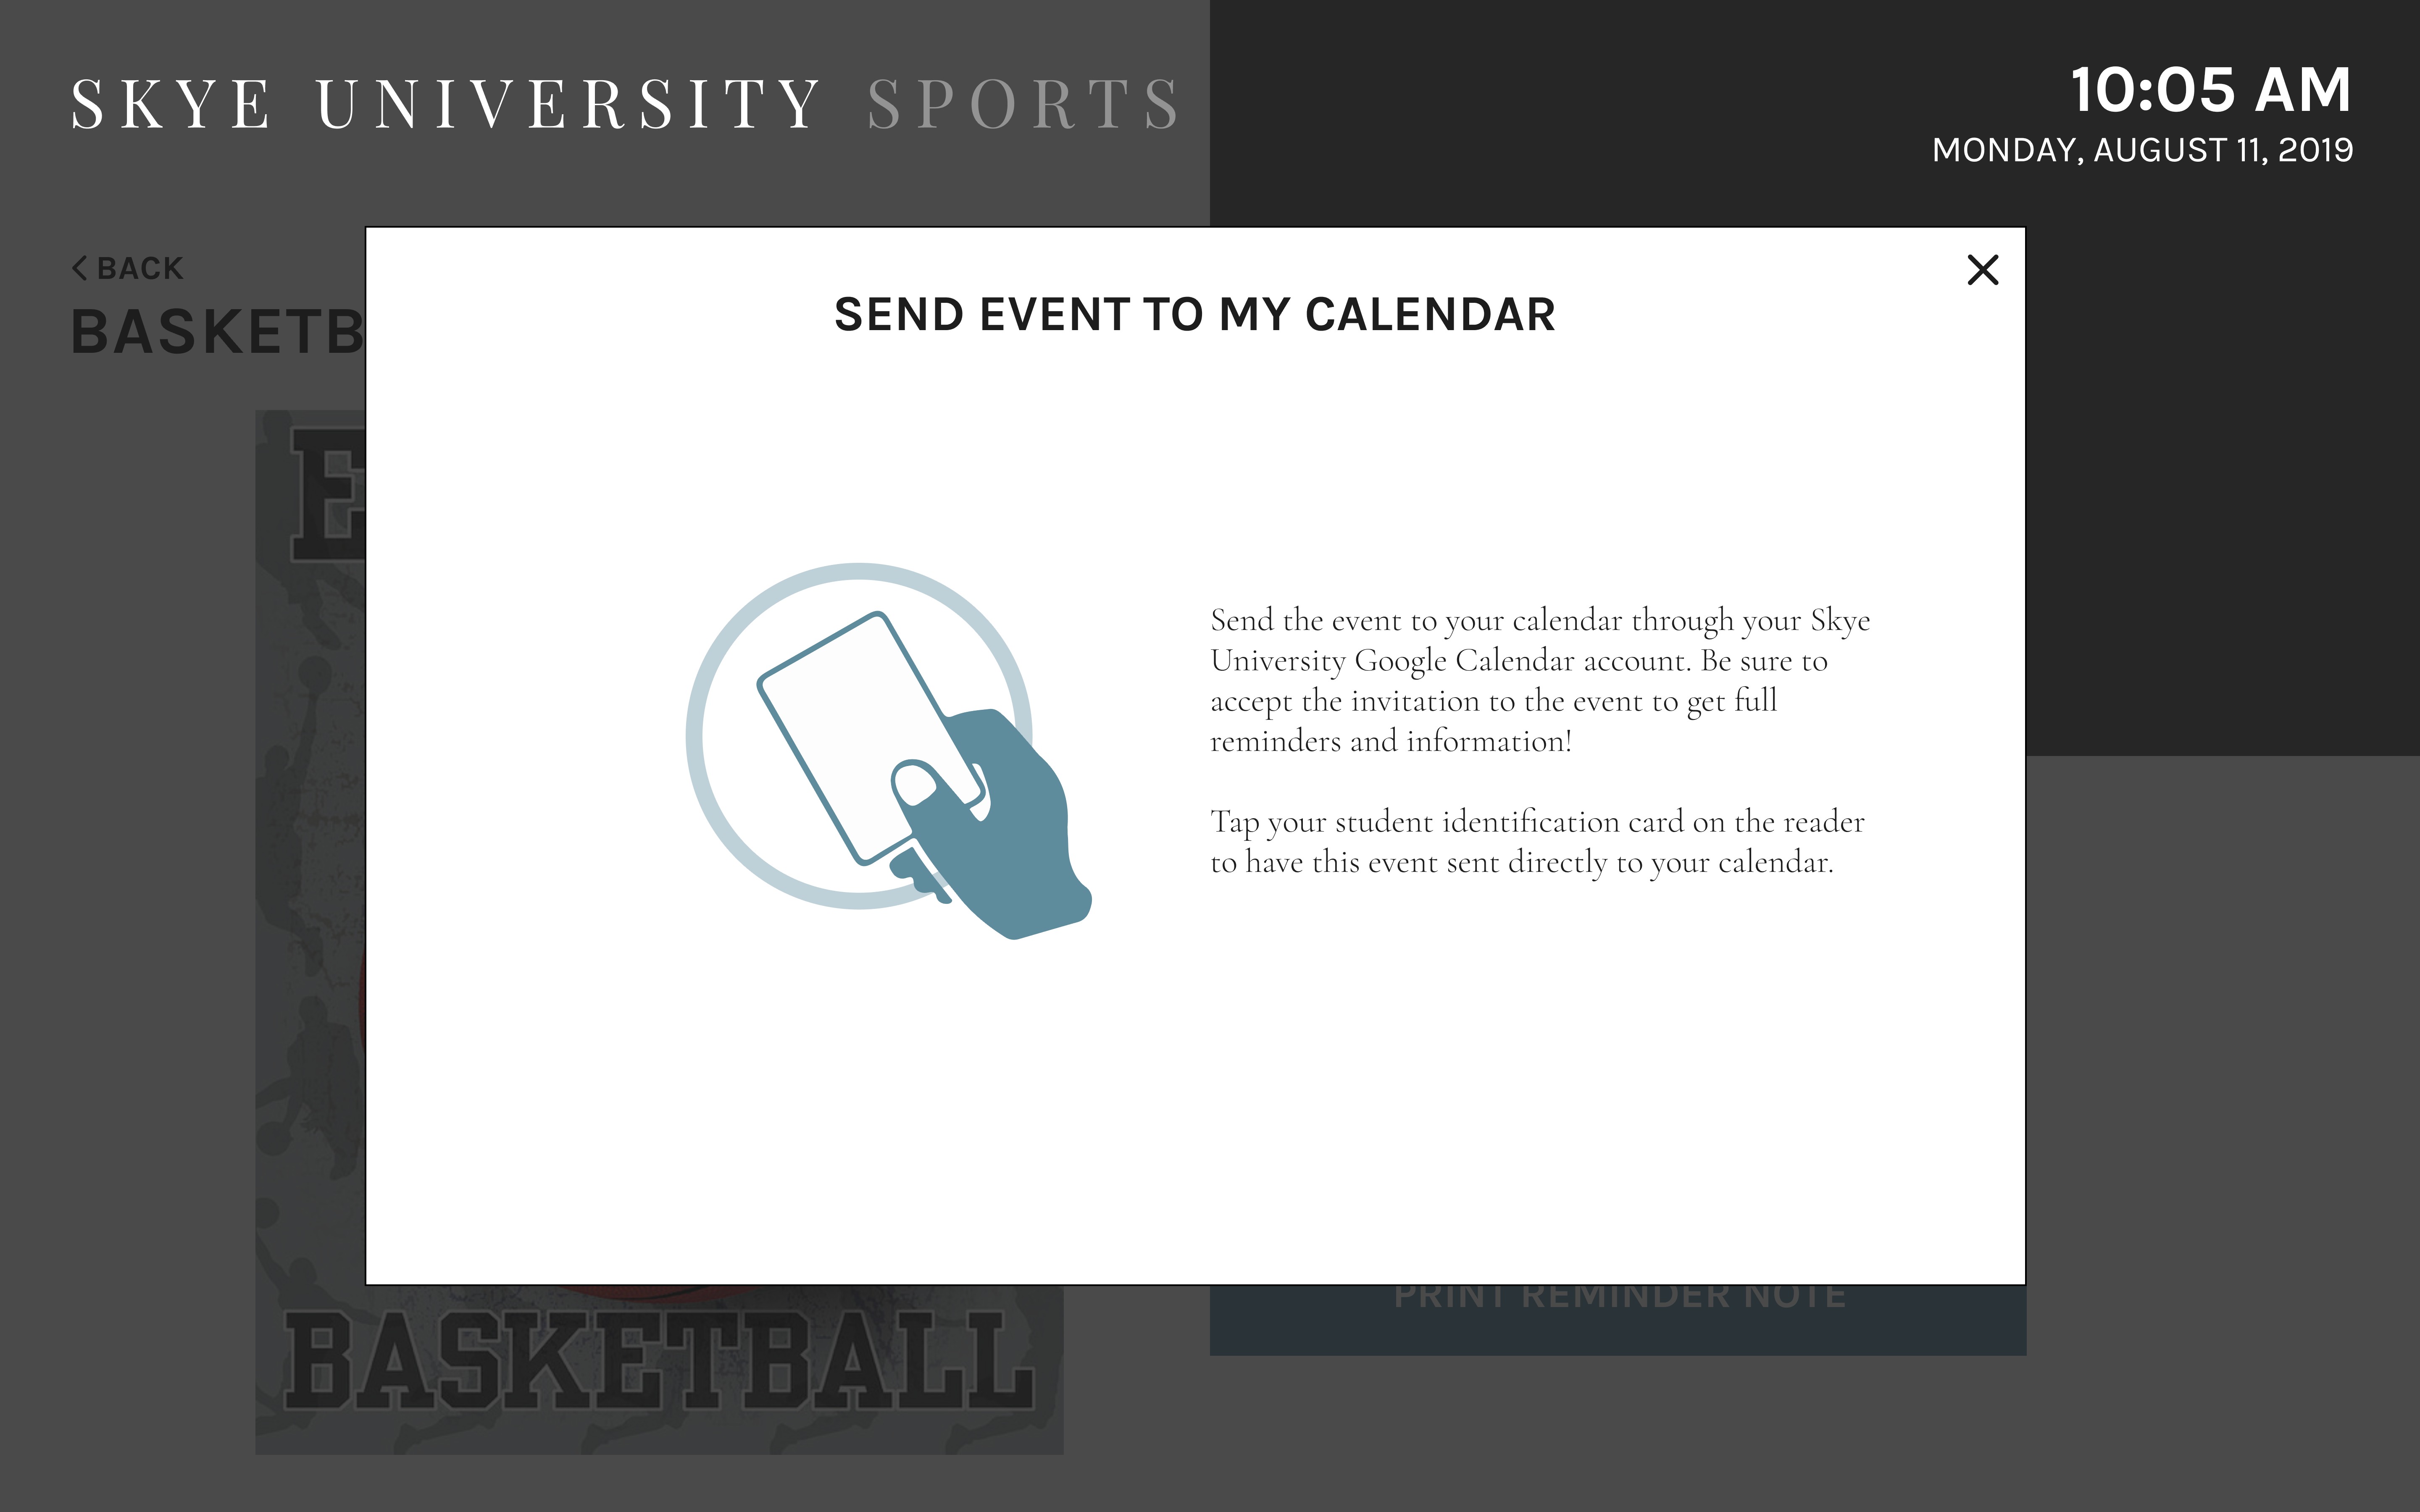 SKYE UNIVERSITY SPORTS
10:05 AM
MONDAY, AUGUST 11, 2019
BACK
BASKETB
SEND EVENT TO MY CALENDAR
Send the event to your calendar through your Skye
University Google Calendar account. Be sure to
accept the invitation to the event to get full
reminders and information!
Tap your student identification card on the reader
to have this event sent directly to your calendar.
PRINT REMINDER NOTE
BASKETBALL